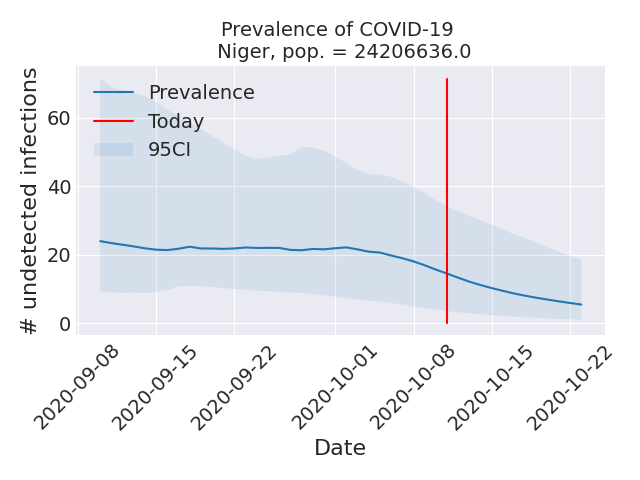 Prevalence of COVID-19
Niger, pop. = 24206636.0
# undetected infections
60
40
20
0
Prevalence
Today
95CI
2020-09-08
2020-09-15
2020-09-22
2020-10-01
2020-10-08
2020-10-15
2020-10-22
Date